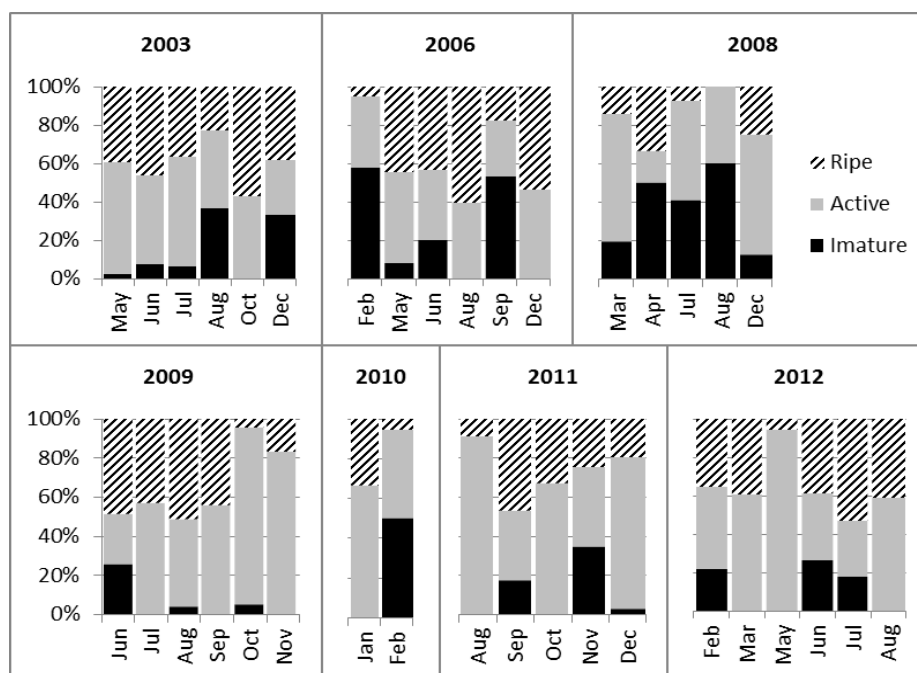 2003 2006 2008
100%
80%
60%
40%
20%
0%
May Jun Jul Aug Oct Dec
Feb May Jun Aug Sep Dec
Mar Apr Jul Aug Dec
Ripe
Active
Imature
2009 2010 2011 2012
100%
80%
60%
40%
20%
0%
Jun Jul Aug Sep Oct Nov
Jan Feb
Aug Sep Oct Nov Dec
Feb Mar May Jun Jul Aug